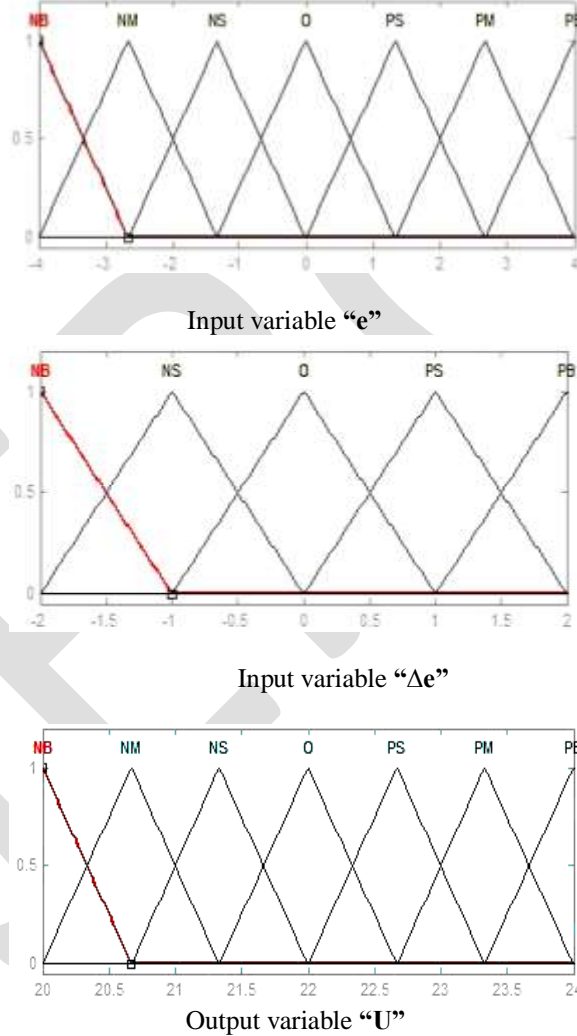 NB NM NS O PS PM PB
1
0.5
0
-4 -3 -2 -1 0 1 2 3 4
Input variable “e”
NB NS O PS PB
1
0.5
0
-2 -1.5 -1 -0.5 0 0.5 1 1.5 2
Input variable “Δe”
NB NM NS O PS PM PB
1
0.5
0
20 20.5 21 21.5 22 22.5 23 23.5 24
Output variable “U”